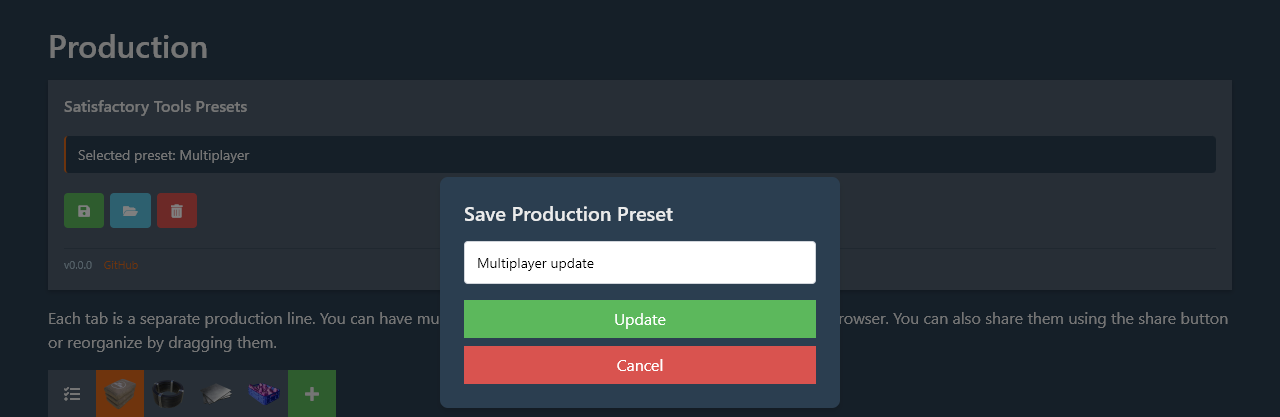 Production
Satisfactory Tools Presets
Selected preset: Multiplayer
Save Production Preset
Multiplayer update
Update
Cancel
v0.0.0 GitHub
Each tab is a separate production line. You can have mu rowser. You can also share them using the share button
or reorganize by dragging them.